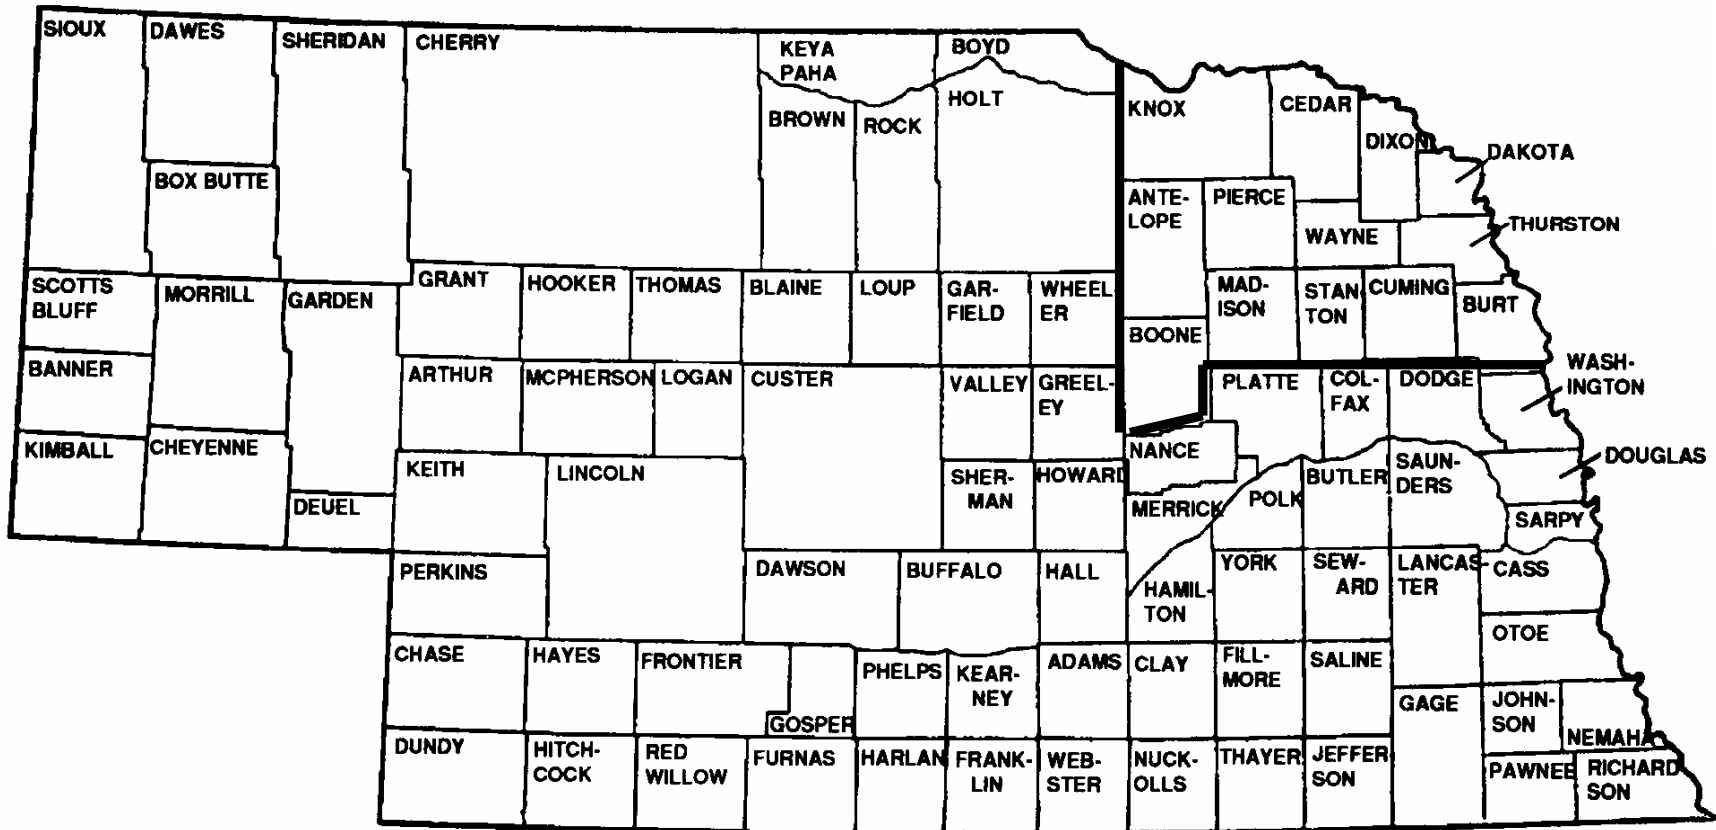 SIOUX
DAWES
SHERIDAN
CHERRY
KEYA
PAHA
BOYD
HOLT
BROWN
ROCK
KNOX
CEDAR
DIXON
DAKOTA
BOX BUTTE
ANTE-
LOPE
PIERCE
WAYNE
THURSTON
SCOTTS
BLUFF
MORRILL
GARDEN
GRANT
HOOKER
THOMAS
BLAINE
LOUP
GAR-
FIELD
WHEEL
ER
MAD-
ISON
STAN
TON
CUMING
BURT
BOONE
BANNER
ARTHUR
MCPHERSON
LOGAN
CUSTER
VALLEY
GREEL-
EY
PLATTE
COL-
FAX
DODGE
WASH-
INGTON
KIMBALL
CHEYENNE
KEITH
LINCOLN
NANCE
SHER-
MAN
HOWARD
MERRICK
POLK
BUTLER
SAUN-
DERS
DOUGLAS
SARPY
DEUEL
PERKINS
DAWSON
BUFFALO
HALL
HAMIL-
TON
YORK
SEW-
ARD
LANCAS-
TER
CASS
OTOE
CHASE
HAYES
FRONTIER
GOSPER
PHELPS
KEAR-
NEY
ADAMS
CLAY
FILL-
MORE
SALINE
GAGE
JOHN-
SON
NEMAHA
DUNDY
HITCH-
COCK
RED
WILLOW
FURNAS
HARLAN
FRANK-
LIN
WEB-
STER
NUCK-
OLLS
THAYER
JEFFER
SON
PAWNEE
RICHARD
SON